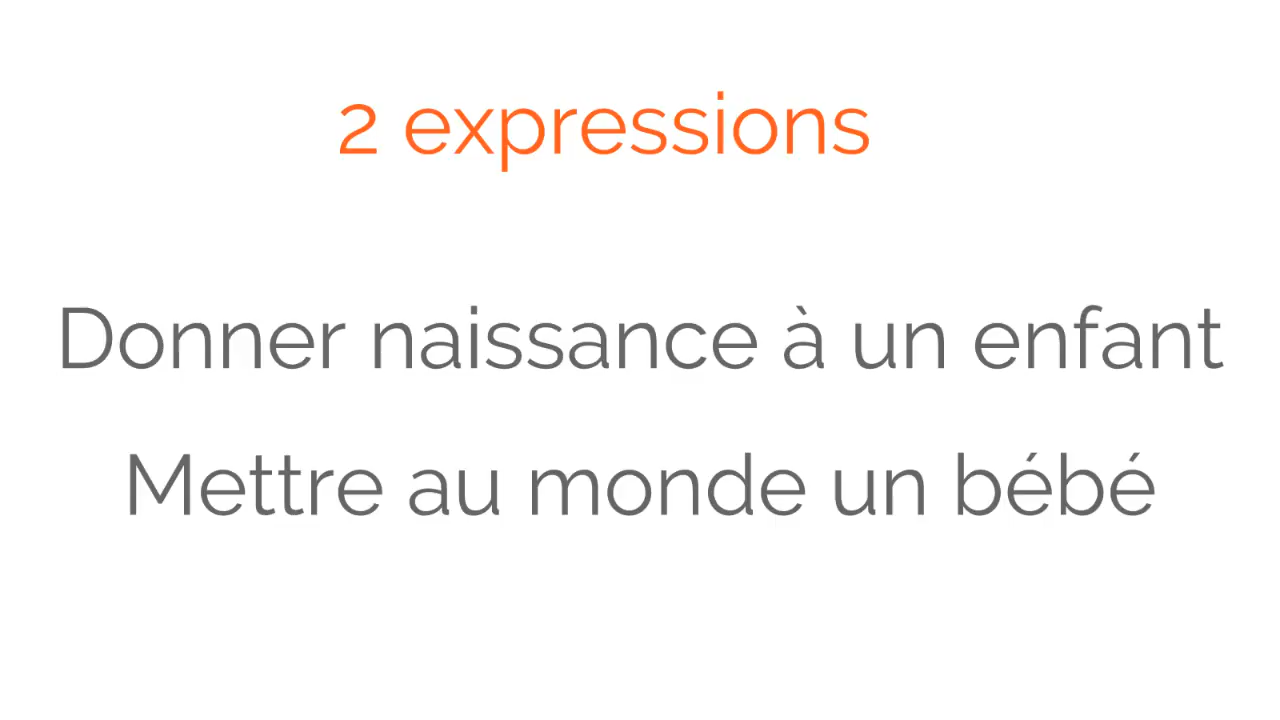 2 expressions
Donner naissance à un enfant
Mettre au monde un bébé